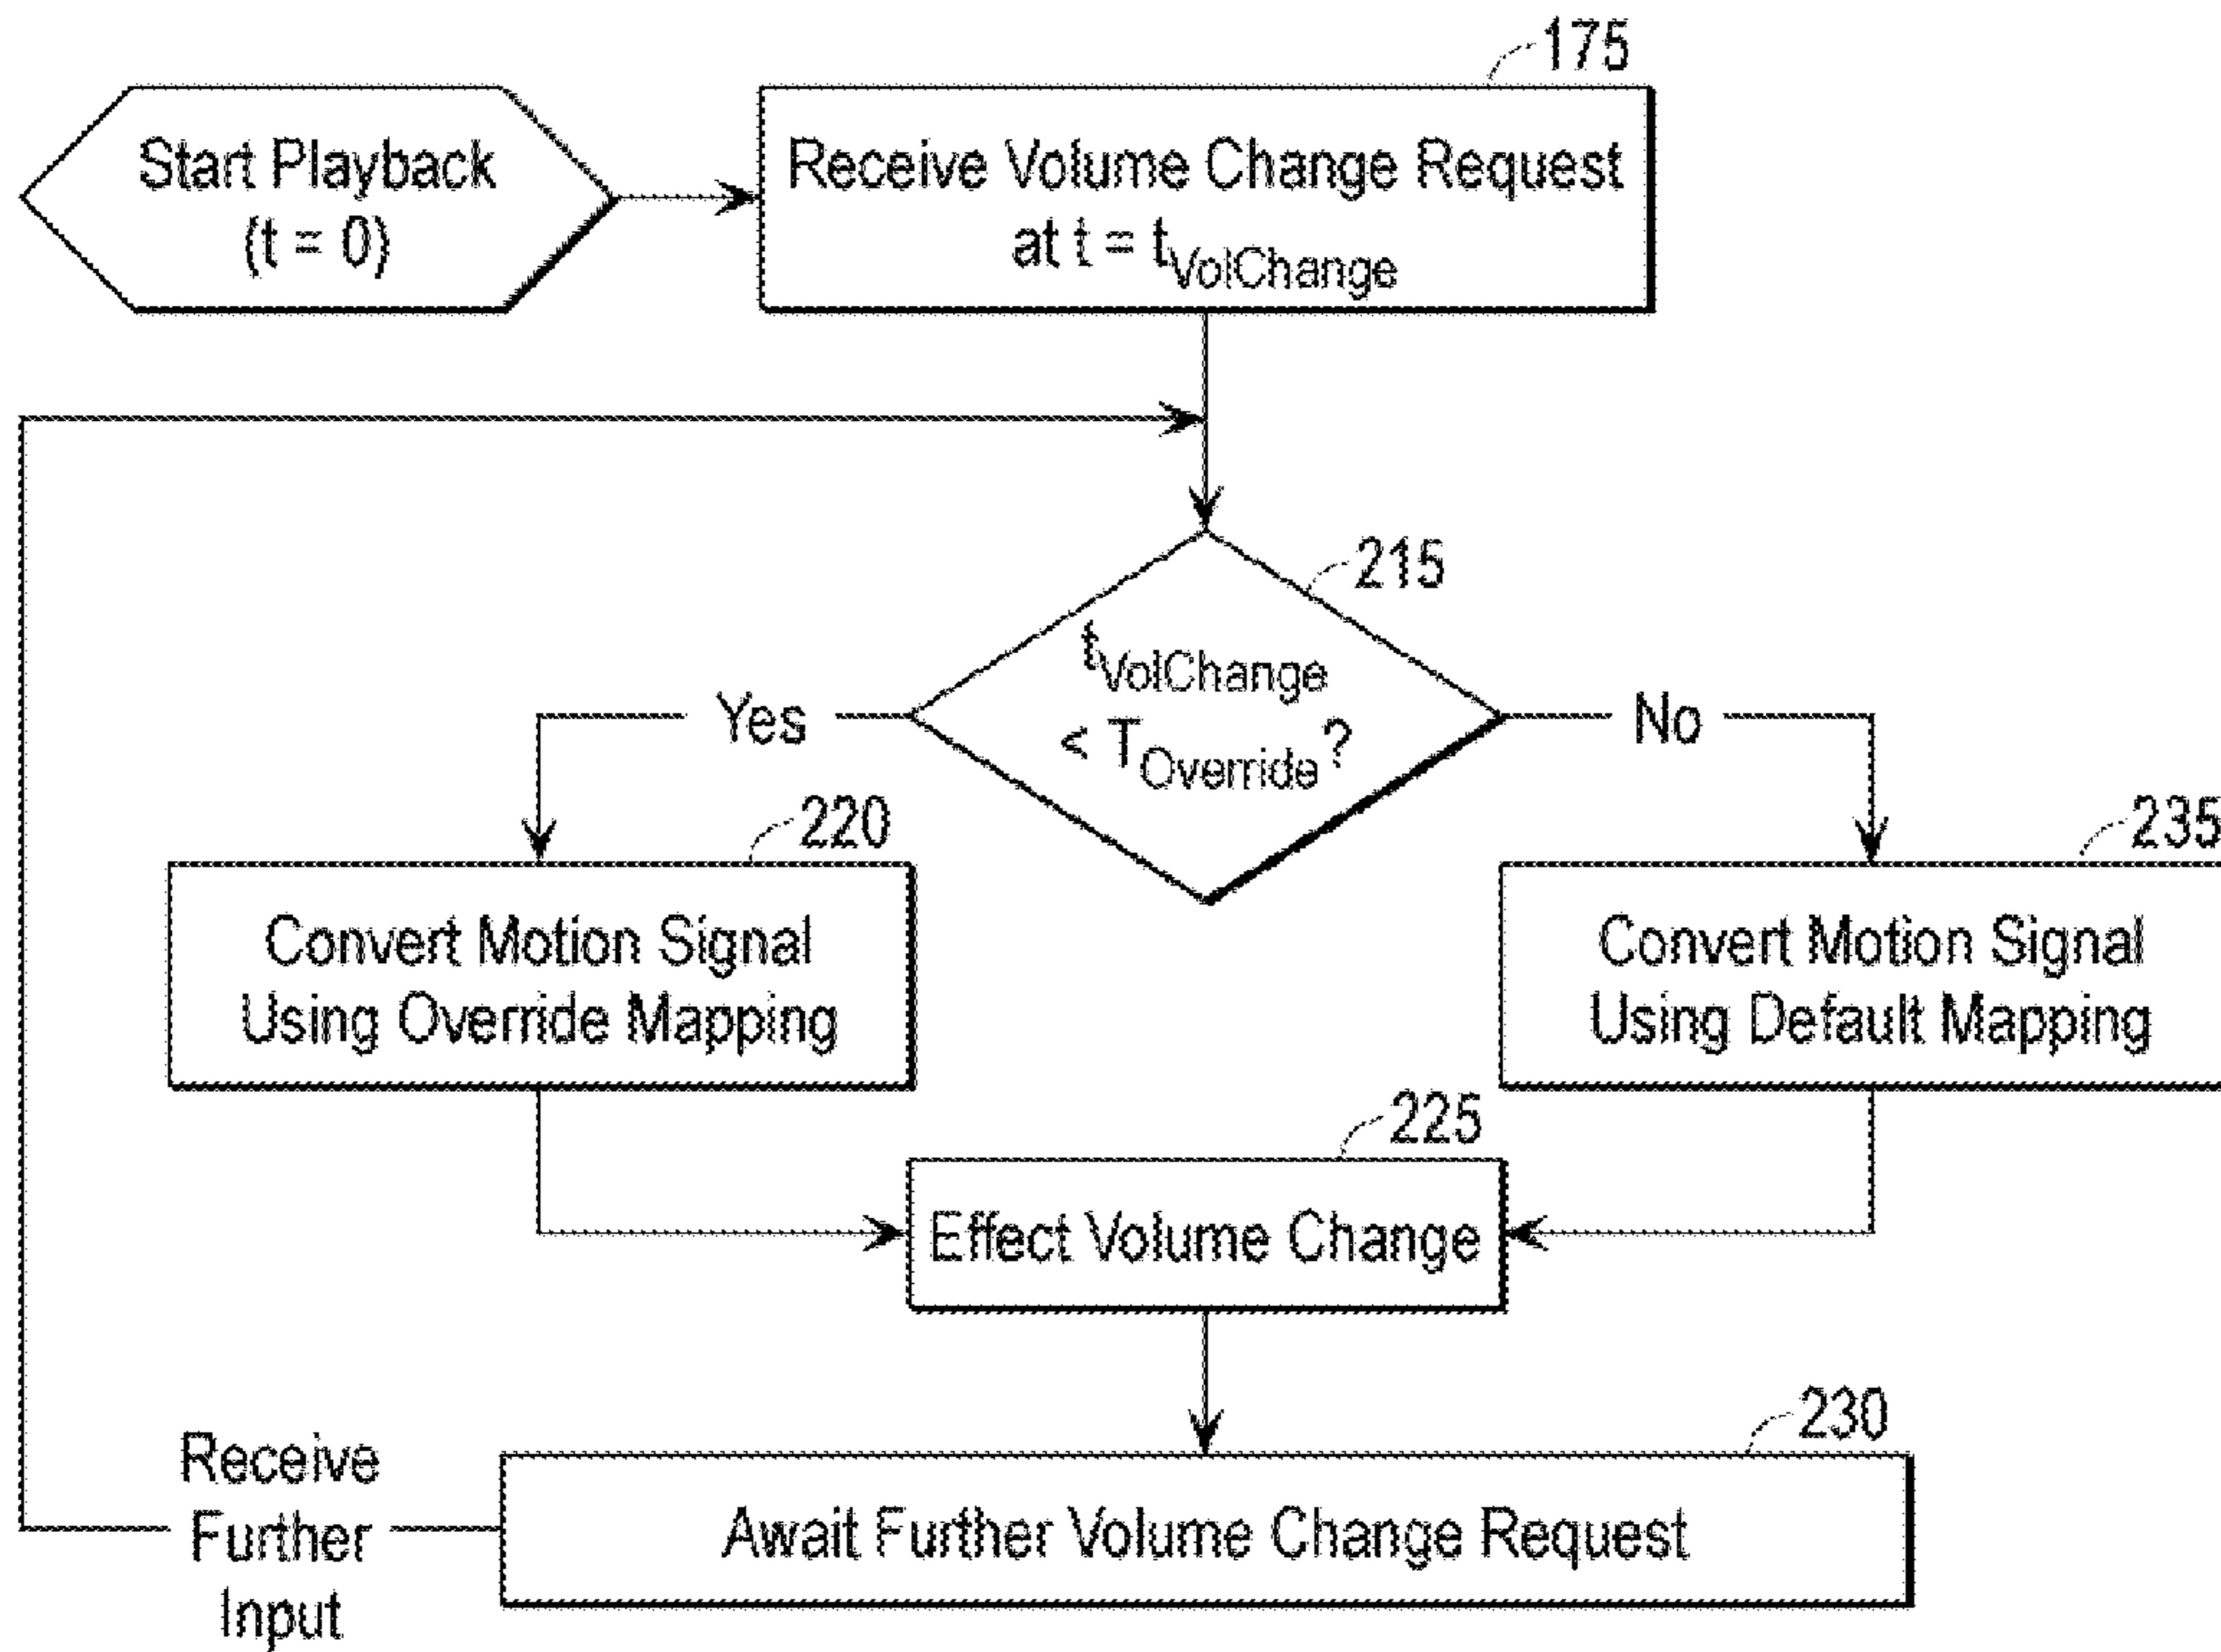 175
Start Playback
(t = 0)
Receive Volume Change Request
at t = tVolChange
215
tVolChange
< TOverride?
Yes
No
220
235
Convert Motion Signal
Using Override Mapping
Convert Motion Signal
Using Default Mapping
225
Effect Volume Change
230
Receive
Further
Input
Await Further Volume Change Request